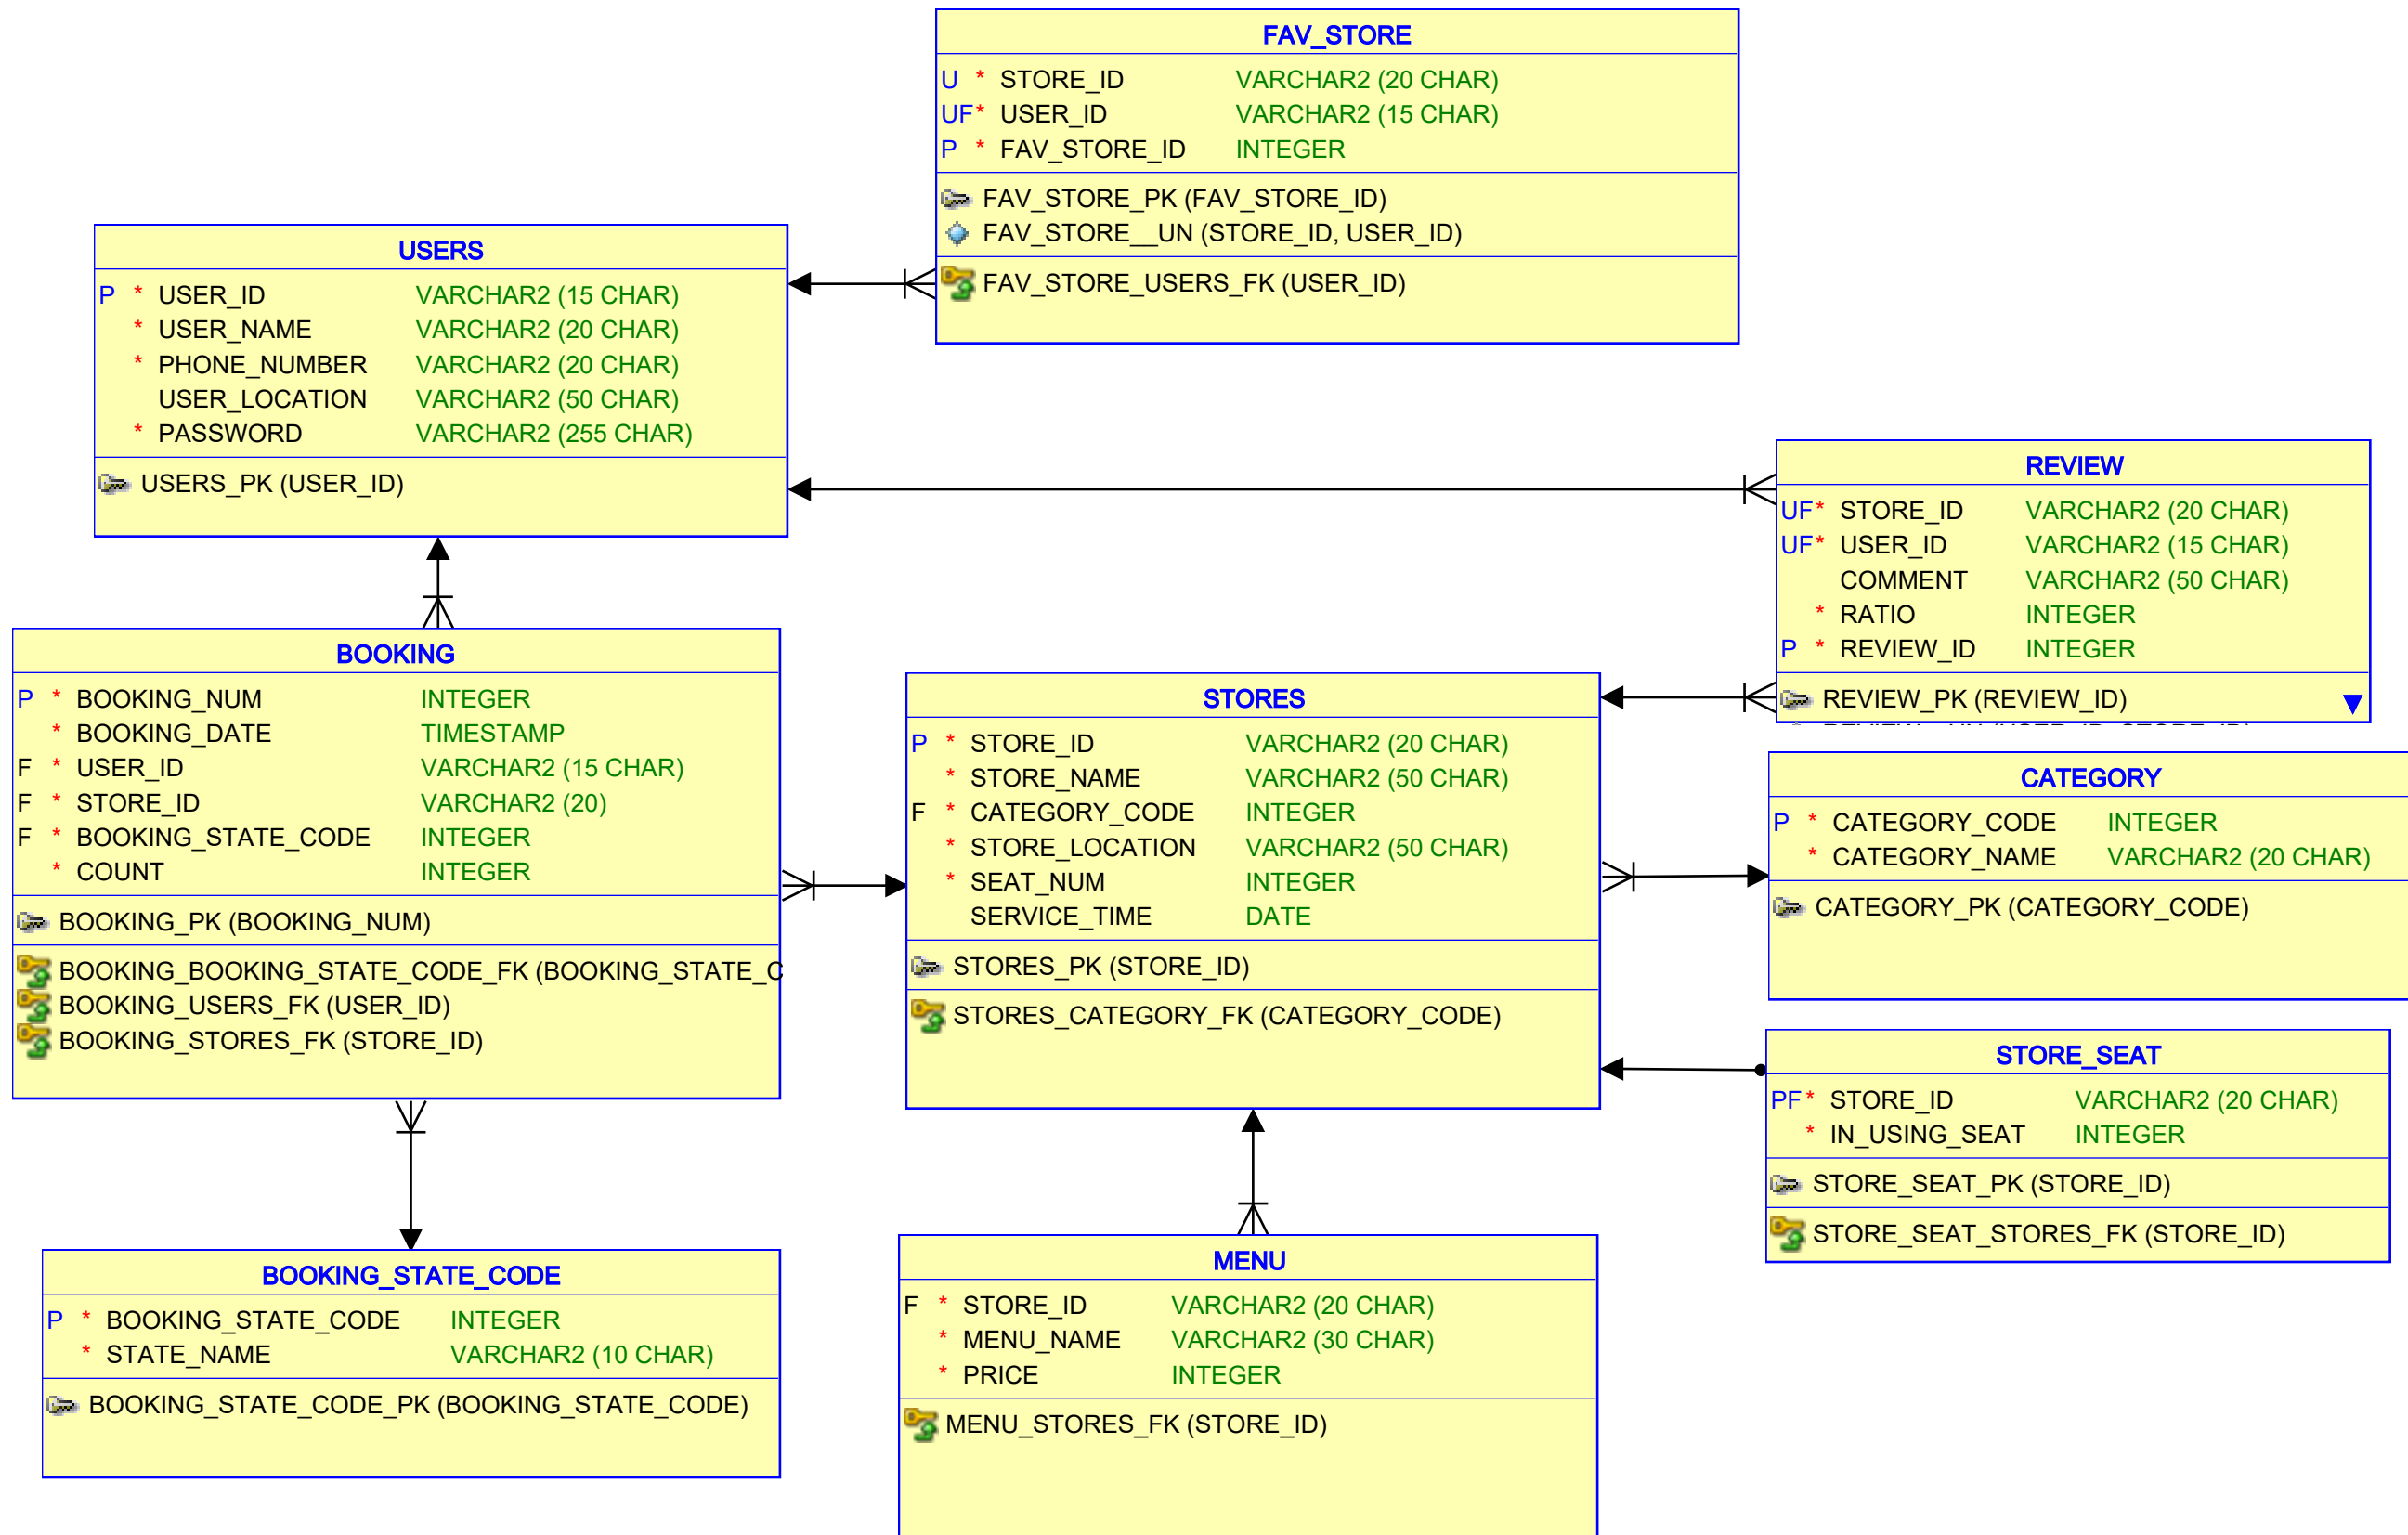 FAV_STORE
U * STORE_ID VARCHAR2 (20 CHAR)
UF* USER_ID VARCHAR2 (15 CHAR)
P * FAV_STORE_ID INTEGER
FAV_STORE_PK (FAV_STORE_ID)
FAV_STORE__UN (STORE_ID, USER_ID)
FAV_STORE_USERS_FK (USER_ID)
USERS
P * USER_ID VARCHAR2 (15 CHAR)
* USER_NAME VARCHAR2 (20 CHAR)
* PHONE_NUMBER VARCHAR2 (20 CHAR)
USER_LOCATION VARCHAR2 (50 CHAR)
* PASSWORD VARCHAR2 (255 CHAR)
USERS_PK (USER_ID)
REVIEW
UF* STORE_ID VARCHAR2 (20 CHAR)
UF* USER_ID VARCHAR2 (15 CHAR)
COMMENT VARCHAR2 (50 CHAR)
* RATIO INTEGER
P * REVIEW_ID INTEGER
REVIEW_PK (REVIEW_ID)
BOOKING
P * BOOKING_NUM INTEGER
* BOOKING_DATE TIMESTAMP
F * USER_ID VARCHAR2 (15 CHAR)
F * STORE_ID VARCHAR2 (20)
F * BOOKING_STATE_CODE INTEGER
* COUNT INTEGER
BOOKING_PK (BOOKING_NUM)
BOOKING_BOOKING_STATE_CODE_FK (BOOKING_STATE_C
BOOKING_USERS_FK (USER_ID)
BOOKING_STORES_FK (STORE_ID)
STORES
P * STORE_ID VARCHAR2 (20 CHAR)
* STORE_NAME VARCHAR2 (50 CHAR)
F * CATEGORY_CODE INTEGER
* STORE_LOCATION VARCHAR2 (50 CHAR)
* SEAT_NUM INTEGER
SERVICE_TIME DATE
STORES_PK (STORE_ID)
STORES_CATEGORY_FK (CATEGORY_CODE)
CATEGORY
P * CATEGORY_CODE INTEGER
* CATEGORY_NAME VARCHAR2 (20 CHAR)
CATEGORY_PK (CATEGORY_CODE)
STORE_SEAT
PF* STORE_ID VARCHAR2 (20 CHAR)
* IN_USING_SEAT INTEGER
STORE_SEAT_PK (STORE_ID)
STORE_SEAT_STORES_FK (STORE_ID)
BOOKING_STATE_CODE
P * BOOKING_STATE_CODE INTEGER
* STATE_NAME VARCHAR2 (10 CHAR)
BOOKING_STATE_CODE_PK (BOOKING_STATE_CODE)
MENU
F * STORE_ID VARCHAR2 (20 CHAR)
* MENU_NAME VARCHAR2 (30 CHAR)
* PRICE INTEGER
MENU_STORES_FK (STORE_ID)